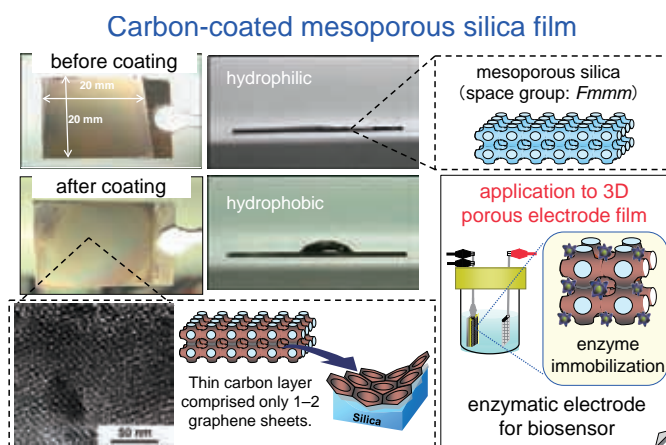 Carbon-coated mesoporous silica film
before coating
20 mm
20 mm
hydrophilic
mesoporous silica
(space group: Fmmm)
after coating
hydrophobic
application to 3D
porous electrode film
enzyme
immobilization
enzymatic electrode
for biosensor
50 nm
Thin carbon layer
comprised only 1–2
graphene sheets.
Silica